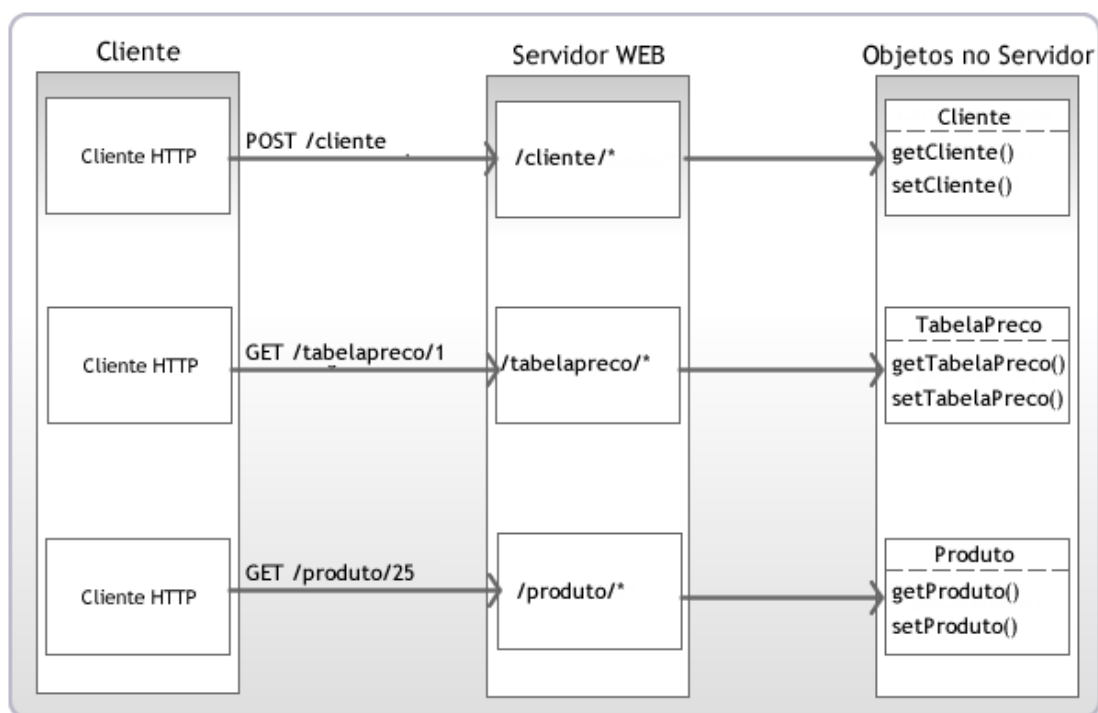 Cliente
Servidor WEB
Objetos no Servidor
Cliente HTTP
POST /cliente
/cliente/*
Cliente
getCliente()
setCliente()
Cliente HTTP
GET /tabelapreco/1
/tabelapreco/*
TabelaPreco
getTabelaPreco()
setTabelaPreco()
Cliente HTTP
GET /produto/25
/produto/*
Produto
getProduto()
setProduto()